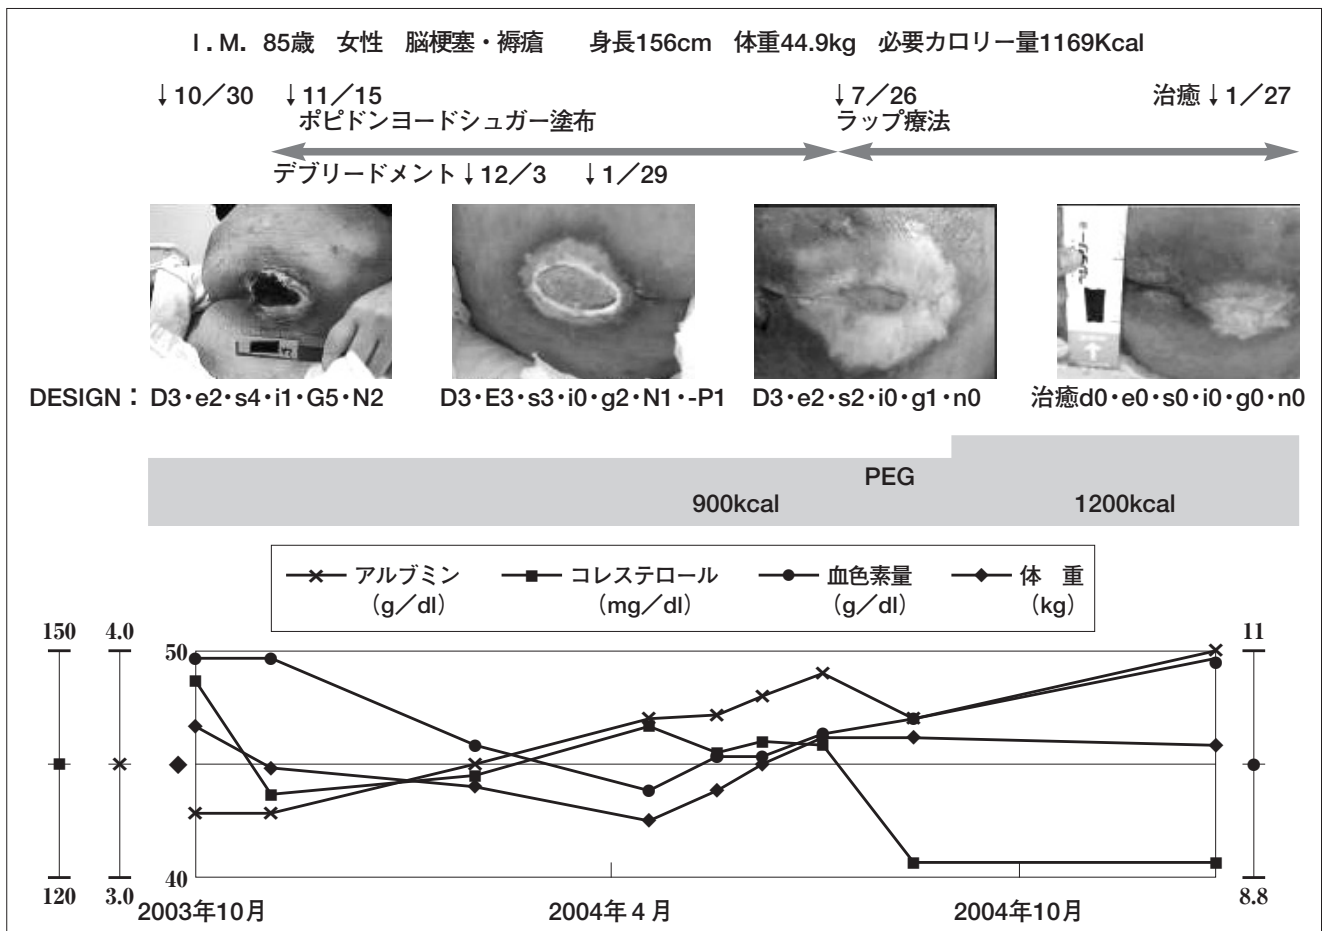 I.M. 85歳 女性 脳梗塞・褥瘡 身長156cm 体重44.9kg 必要カロリー量1169Kcal
↓10／30 ↓11／15 ↓7／26 治癒↓1／27
ポピドンヨードシュガー塗布 ラップ療法
デブリードメント↓12／3 ↓1／29
DESIGN： D3・e2・s4・i1・G5・N2 D3・E3・s3・i0・g2・N1・-P1 D3・e2・s2・i0・g1・n0 治癒d0・e0・s0・i0・g0・n0
PEG
900kcal 1200kcal
アルブミン コレステロール 血色素量 体 重
（g／dl） （mg／dl） （g／dl） （kg）
150 4.0 50 11
120 3.0 40 8.8
2003年10月 2004年4月 2004年10月